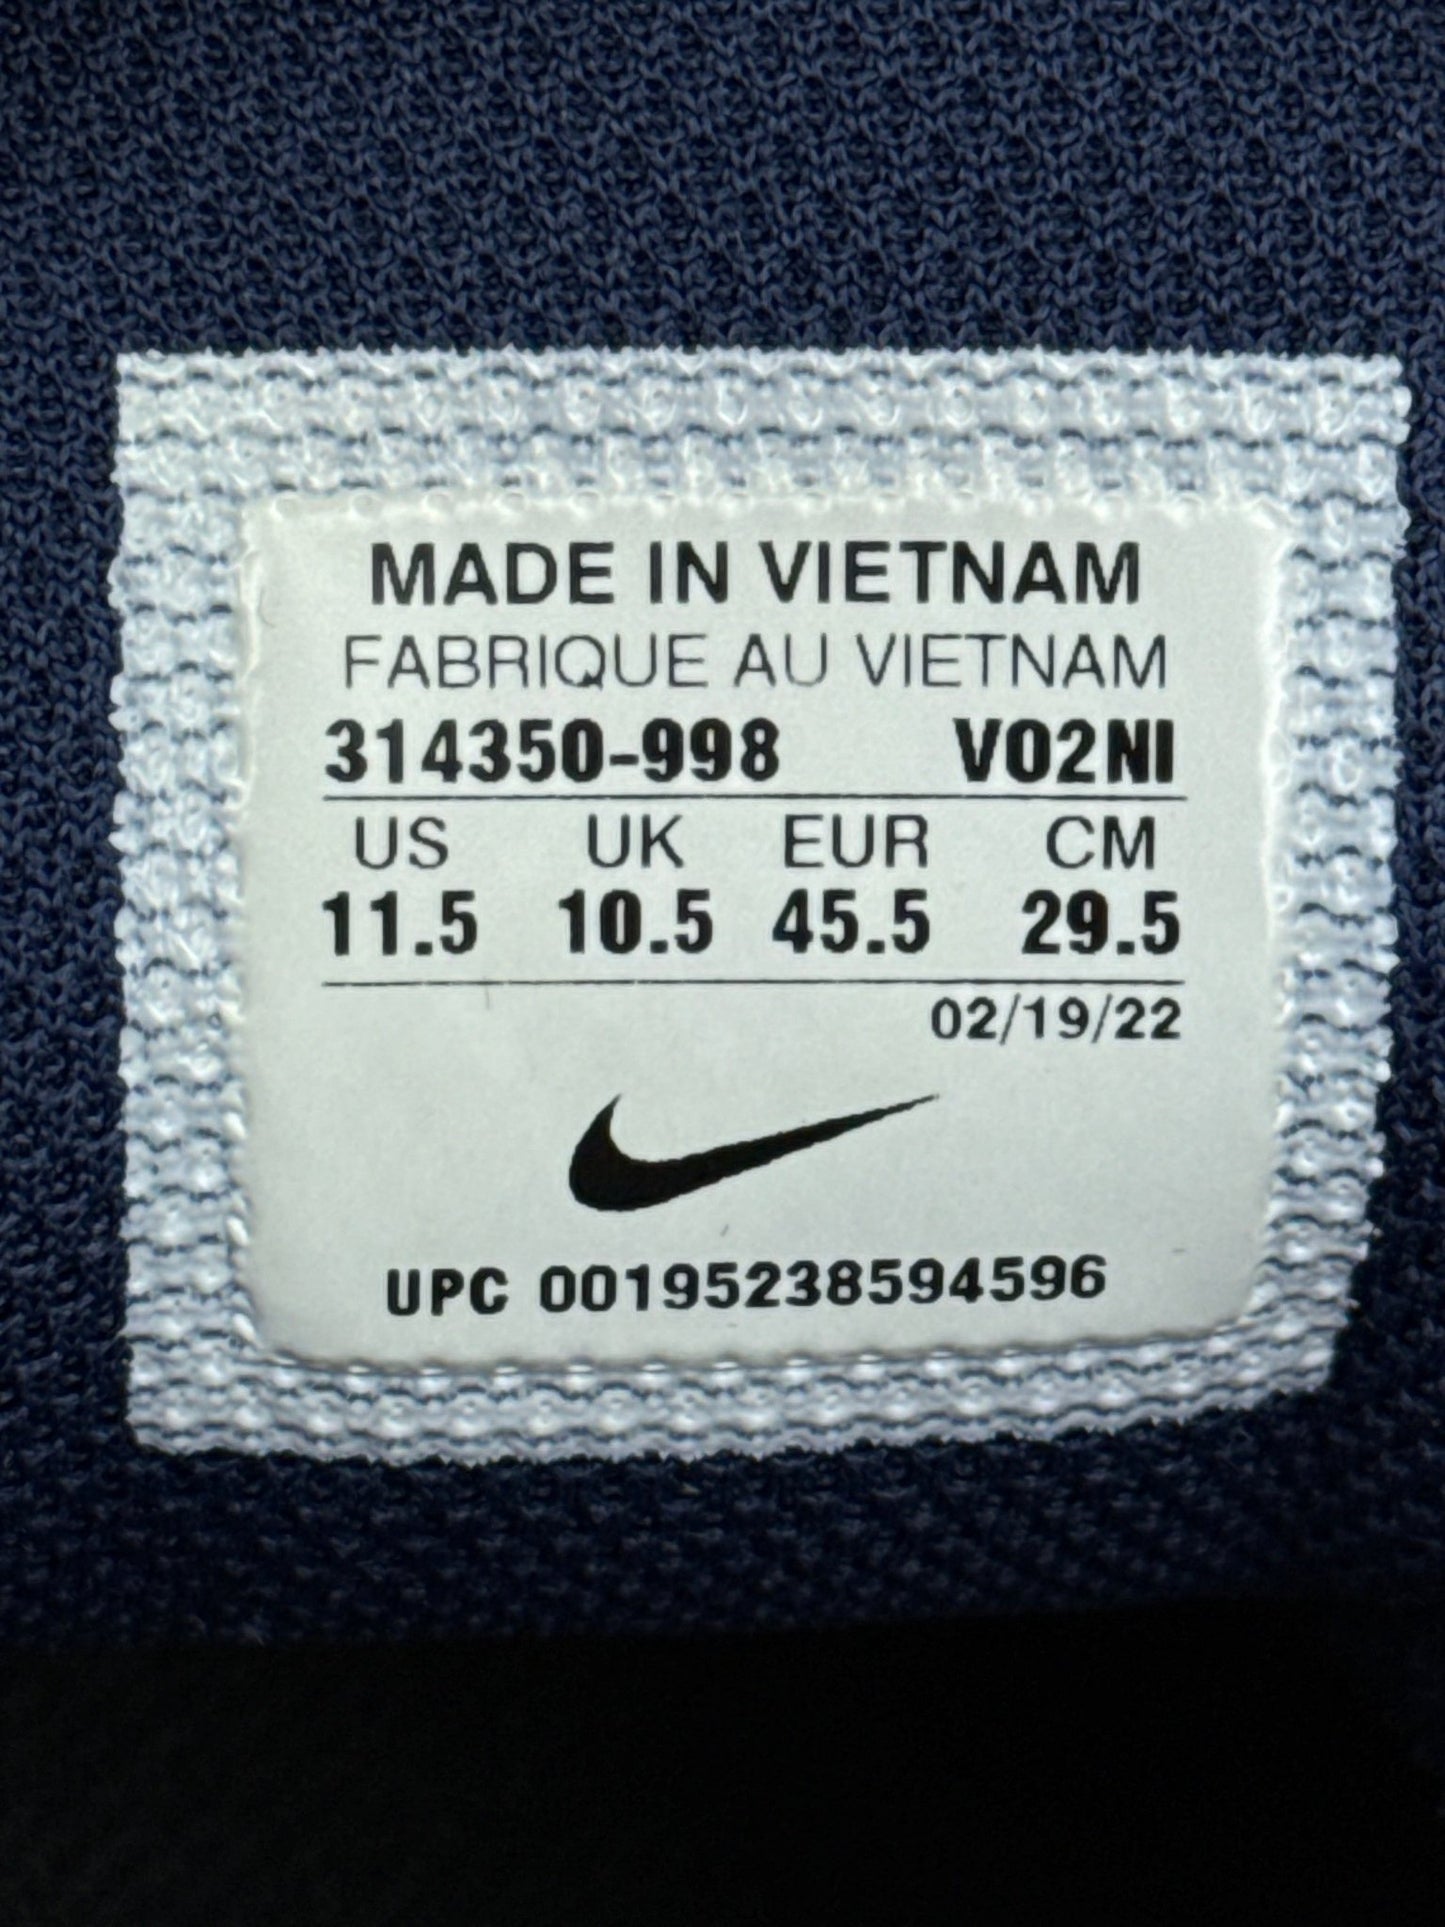 MADE IN VIETNAM
FABRIQUE AU VIETNAM
314350-998 V02NI
US UK EUR CM
11.5 10.5 45.5 29.5
02/19/22
UPC 00195238594596